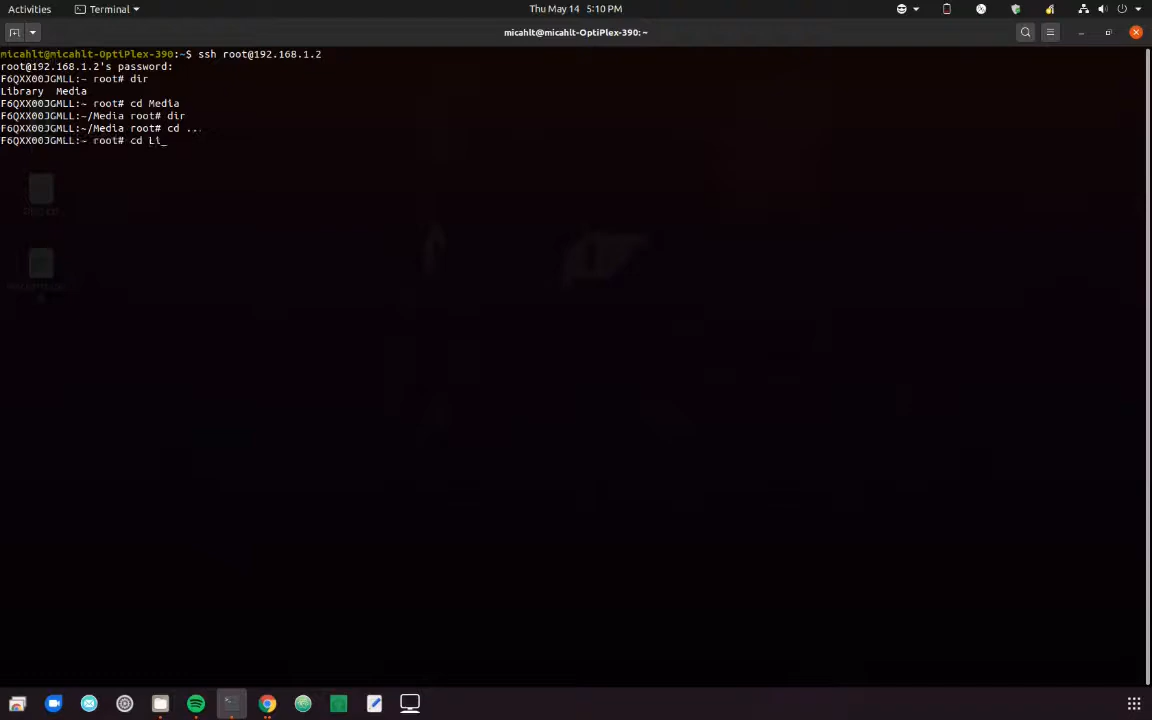 Activities Terminal Thu May 14 5:10 PM
micahlt@micahlt-OptiPlex-390: ~
micahlt@micahlt-OptiPlex-390:~$ ssh root@192.168.1.2
root@192.168.1.2's password:
F6QXX00JGMLL:~ root# dir
Library  Media
F6QXX00JGMLL:~ root# cd Media
F6QXX00JGMLL:~/Media root# dir
F6QXX00JGMLL:~/Media root# cd ...
F6QXX00JGMLL:~ root# cd Li_